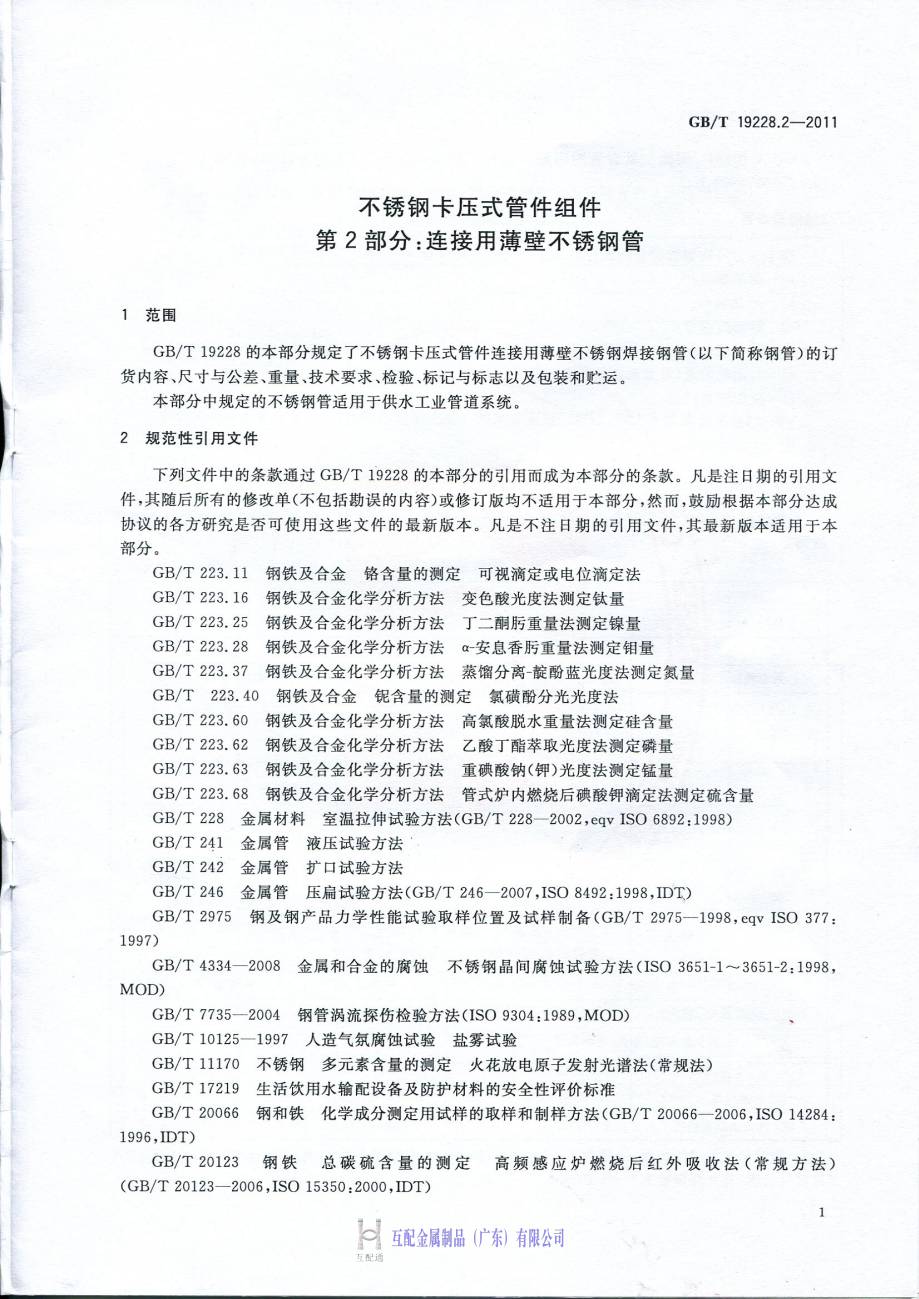 GB/T 19228.2—2011
不锈钢卡压式管件组件
第2部分:连接用薄壁不锈钢管
1 范围
GB/T 19228 的本部分规定了不锈钢卡压式管件连接用薄壁不锈钢焊接钢管(以下简称钢管)的订
货内容、尺寸与公差、重量、技术要求、检验、标记与标志以及包装和贮运。
本部分中规定的不锈钢管适用于供水工业管道系统。
2 规范性引用文件
下列文件中的条款通过 GB/T 19228 的本部分的引用而成为本部分的条款。凡是注日期的引用文
件,其随后所有的修改单(不包括勘误的内容)或修订版均不适用于本部分,然而,鼓励根据本部分达成
协议的各方研究是否可使用这些文件的最新版本。凡是不注日期的引用文件,其最新版本适用于本
部分。
GB/T 223.11 钢铁及合金 铬含量的测定 可视滴定或电位滴定法
GB/T 223.16 钢铁及合金化学分析方法 变色酸光度法测定钛量
GB/T 223.25 钢铁及合金化学分析方法 丁二酮肟重量法测定镍量
GB/T 223.28 钢铁及合金化学分析方法 α-安息香肟重量法测定钼量
GB/T 223.37 钢铁及合金化学分析方法 蒸馏分离-靛酚蓝光度法测定氮量
GB/T 223.40 钢铁及合金 铌含量的测定 氯磺酚分光光度法
GB/T 223.60 钢铁及合金化学分析方法 高氯酸脱水重量法测定硅含量
GB/T 223.62 钢铁及合金化学分析方法 乙酸丁酯萃取光度法测定磷量
GB/T 223.63 钢铁及合金化学分析方法 重碘酸钠(钾)光度法测定锰量
GB/T 223.68 钢铁及合金化学分析方法 管式炉内燃烧后碘酸钾滴定法测定硫含量
GB/T 228 金属材料 室温拉伸试验方法(GB/T 228—2002,eqv ISO 6892:1998)
GB/T 241 金属管 液压试验方法
GB/T 242 金属管 扩口试验方法
GB/T 246 金属管 压扁试验方法(GB/T 246—2007,ISO 8492:1998,IDT)
GB/T 2975 钢及钢产品力学性能试验取样位置及试样制备(GB/T 2975—1998,eqv ISO 377:
1997)
GB/T 4334—2008 金属和合金的腐蚀 不锈钢晶间腐蚀试验方法(ISO 3651-1～3651-2:1998,
MOD)
GB/T 7735—2004 钢管涡流探伤检验方法(ISO 9304:1989,MOD)
GB/T 10125—1997 人造气氛腐蚀试验 盐雾试验
GB/T 11170 不锈钢 多元素含量的测定 火花放电原子发射光谱法(常规法)
GB/T 17219 生活饮用水输配设备及防护材料的安全性评价标准
GB/T 20066 钢和铁 化学成分测定用试样的取样和制样方法(GB/T 20066—2006,ISO 14284:
1996,IDT)
GB/T 20123 钢铁 总碳硫含量的测定 高频感应炉燃烧后红外吸收法(常规方法)
(GB/T 20123—2006,ISO 15350:2000,IDT)
1
互配金属制品(广东)有限公司
互配通